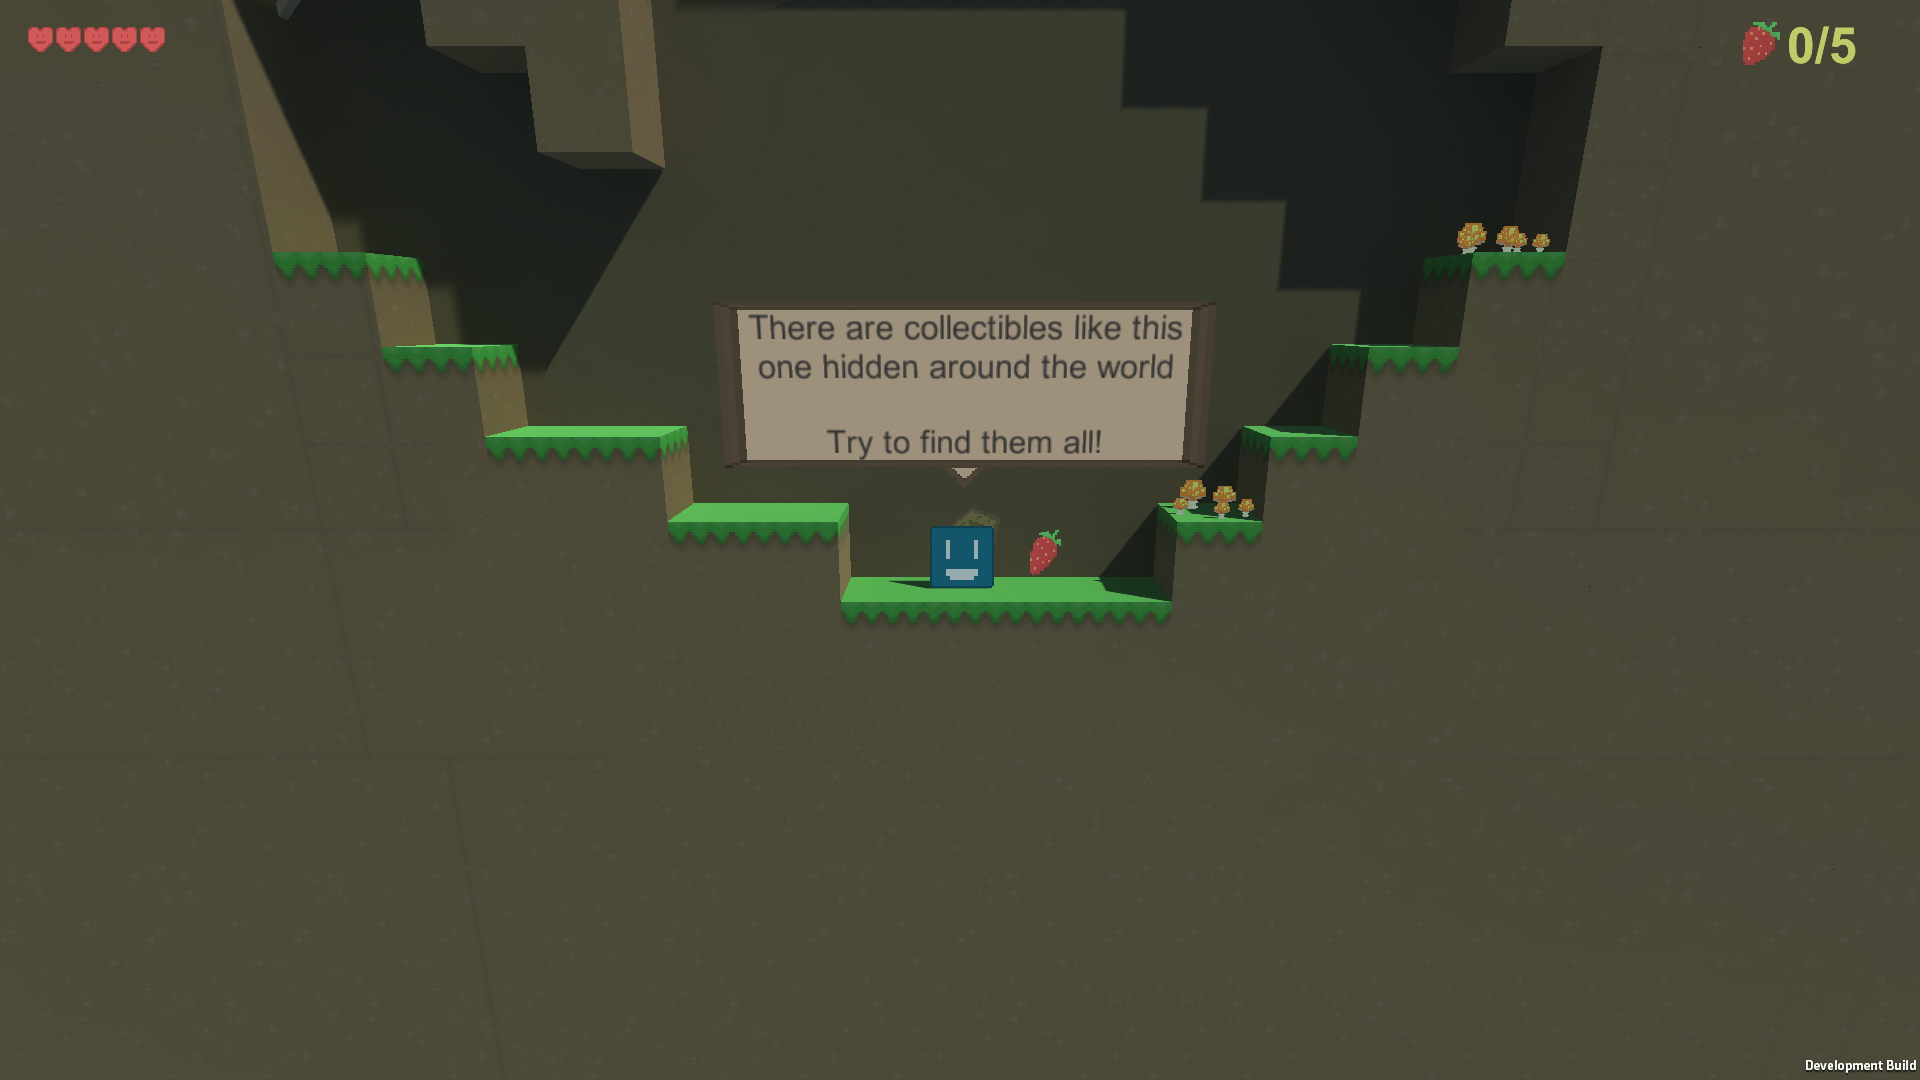 0/5
There are collectibles like this
one hidden around the world
Try to find them all!
Development Build